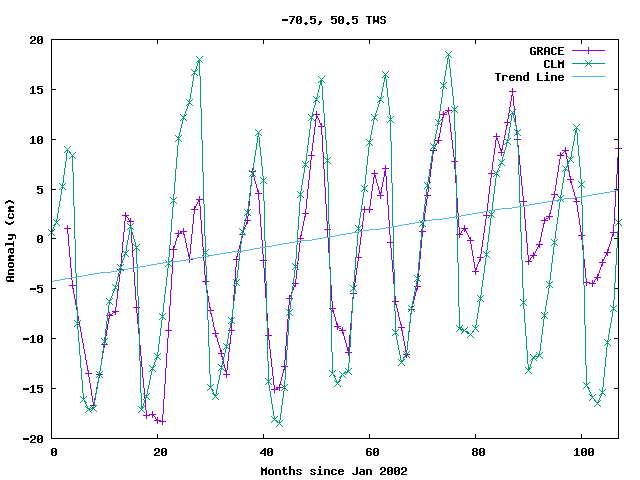 -70.5, 50.5 TWS
GRACE
CLM
Trend Line
20
15
10
5
0
-5
-10
-15
-20
Anomaly (cm)
0 20 40 60 80 100
Months since Jan 2002